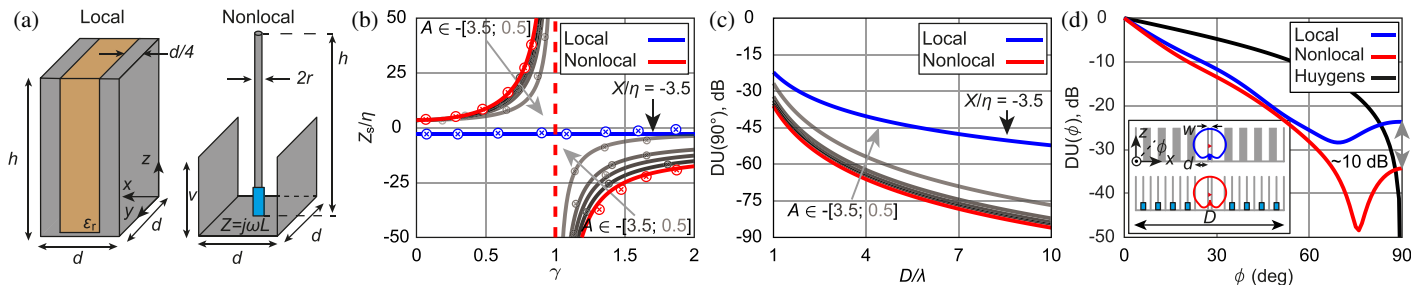 (a)
Local
Nonlocal
d/4
h
2r
h
z
x
y
v
εr
Z=jωL
d
d
d
d
(b)
Zs/η
50
25
0
-25
-50
A ∈ -[3.5; 0.5]
Local
Nonlocal
X/η = -3.5
A ∈ -[3.5; 0.5]
0
0.5
1
1.5
2
γ
(c)
DU(90°), dB
0
-15
-30
-45
-60
-75
-90
Local
Nonlocal
X/η = -3.5
A ∈ -[3.5; 0.5]
1
4
7
10
D/λ
(d)
DU(ϕ), dB
0
-10
-20
-30
-40
-50
Local
Nonlocal
Huygens
w
z
ϕ
x
d
D
~10 dB
0
30
60
90
ϕ (deg)